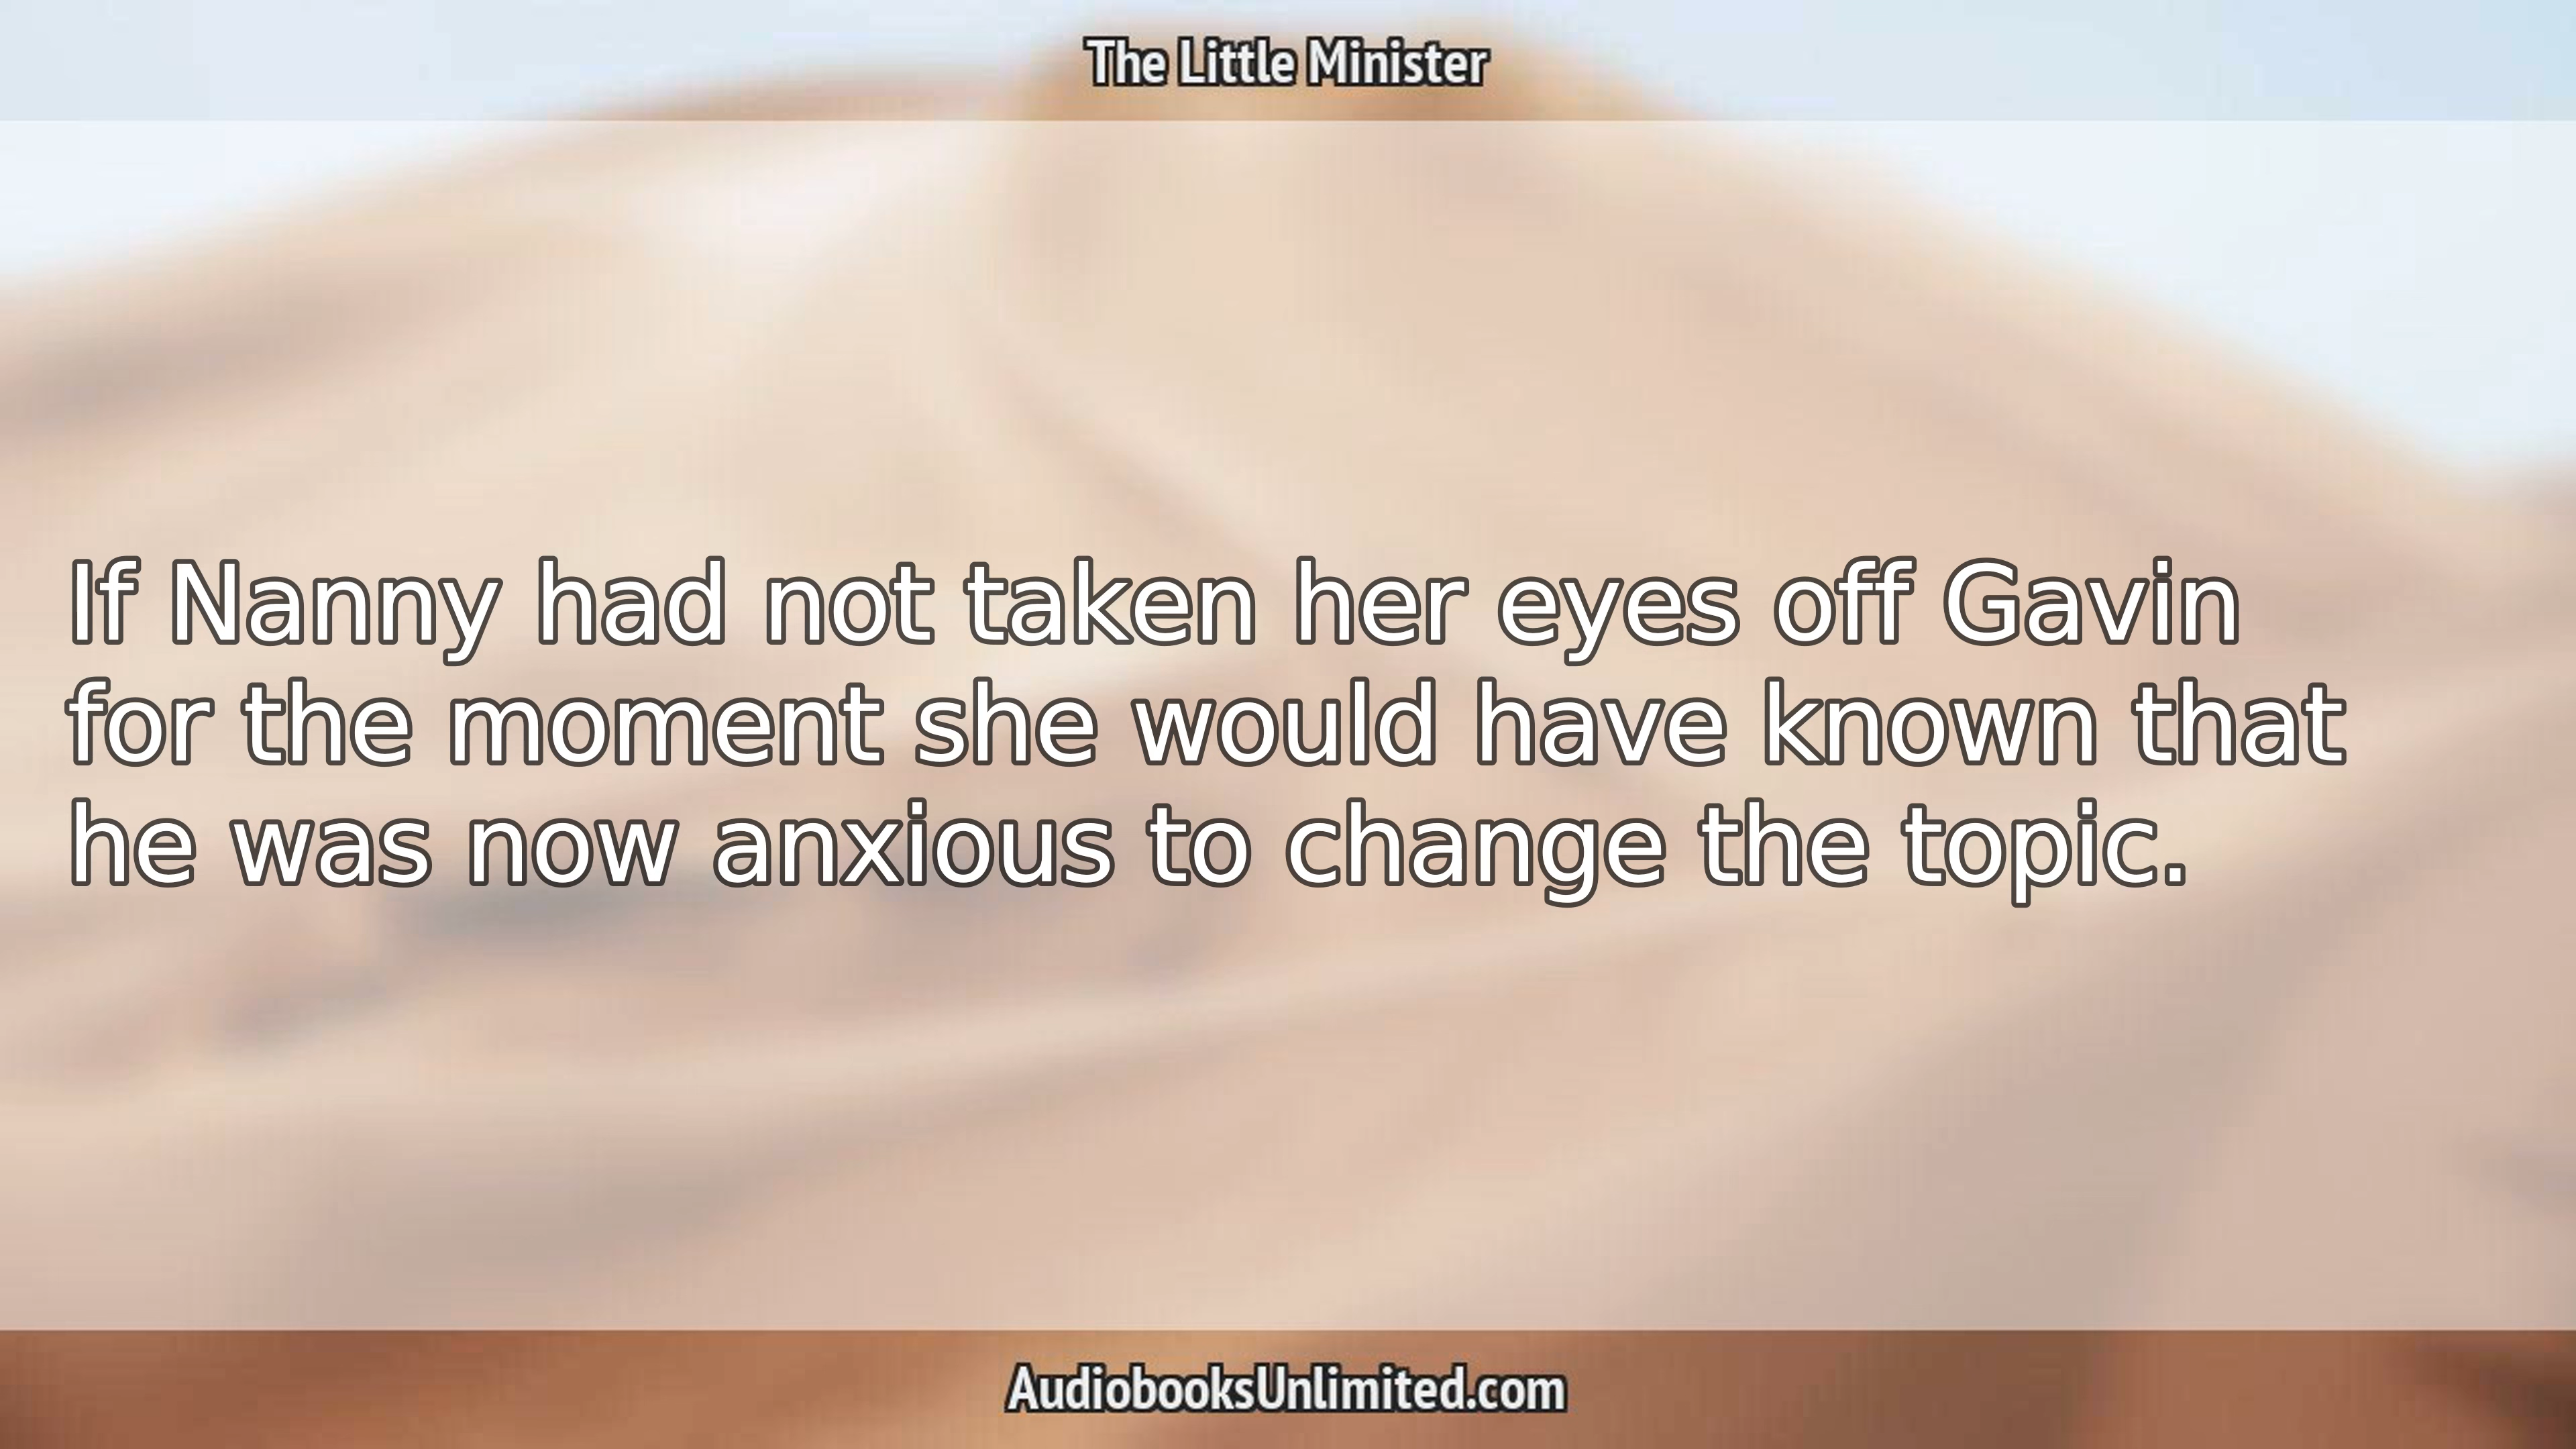 The Little Minister
If Nanny had not taken her eyes off Gavin
for the moment she would have known that
he was now anxious to change the topic.
AudiobooksUnlimited.com